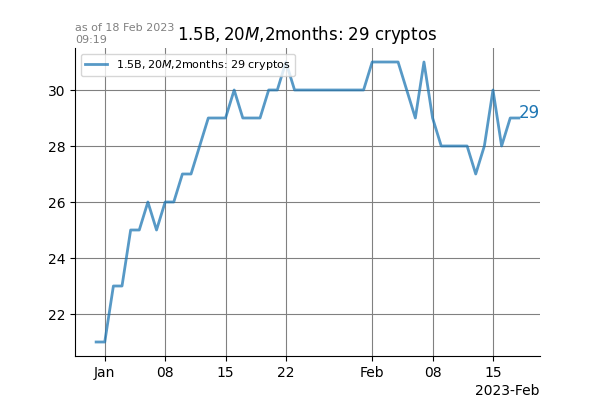 as of 18 Feb 2023
09:19
1.5B, 20M,2months: 29 cryptos
1.5B, 20M,2months: 29 cryptos
30
29
28
26
24
22
Jan 08 15 22 Feb 08 15
2023-Feb